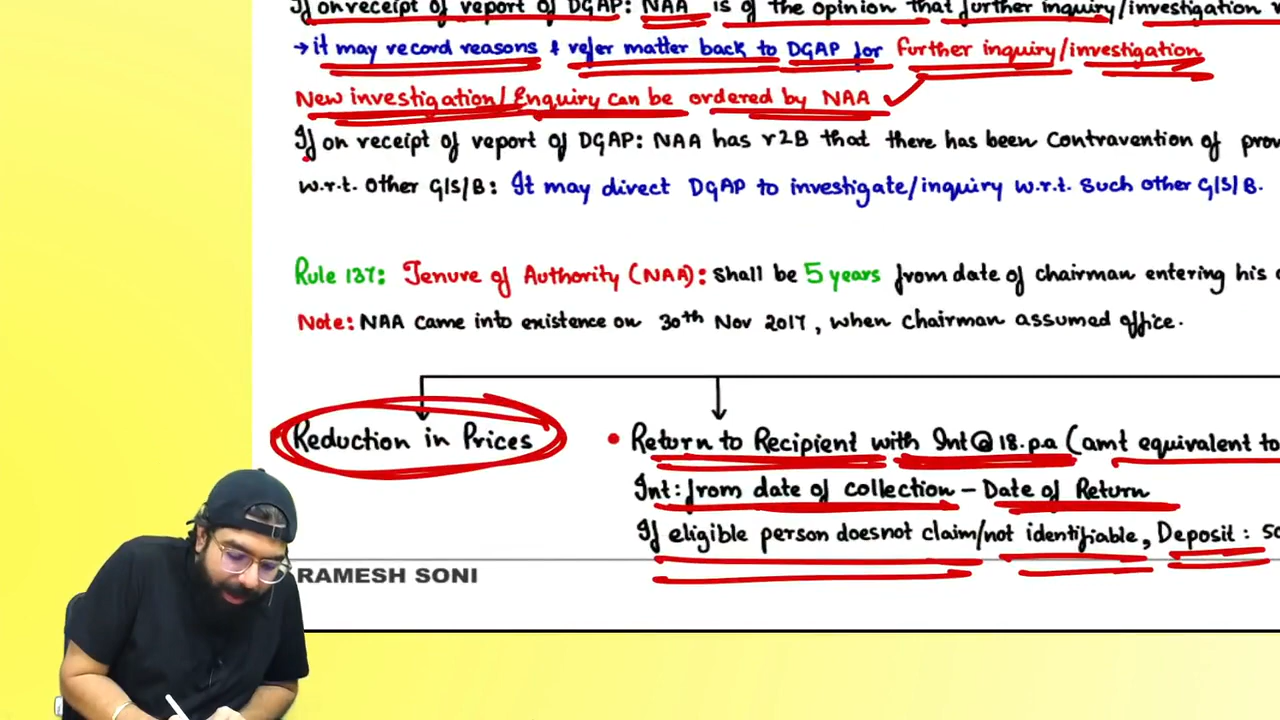 If on receipt of report of DGAP: NAA is of the opinion that further inquiry/investigation
→ it may record reasons & refer matter back to DGAP for further inquiry/investigation
New investigation/Enquiry can be ordered by NAA
If on receipt of report of DGAP: NAA has r2B that there has been Contravention of prov
w.r.t. Other G/S/B: It may direct DGAP to investigate/inquiry w.r.t. Such other G/S/B.
Rule 137: Tenure of Authority (NAA): Shall be 5 years from date of chairman entering his
Note: NAA came into existence on 30th Nov 2017, when Chairman assumed office.
Reduction in Prices
• Return to Recipient with Int@ 18.p.a (amt equivalent to
Int: from date of collection – Date of Return
If eligible person doesnot claim/not identifiable, Deposit: 50
RAMESH SONI